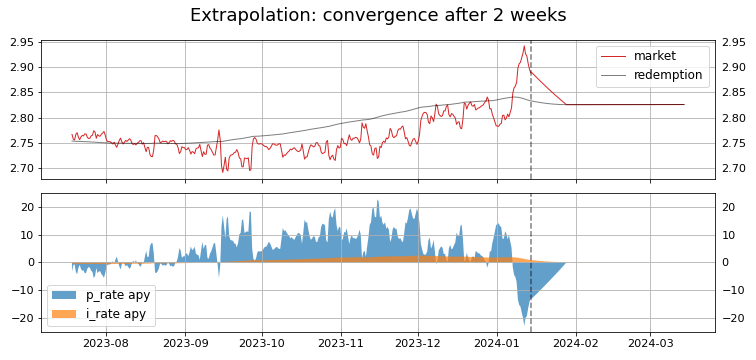 Extrapolation: convergence after 2 weeks
2.95 2.95
market
2.90 2.90
redemption
2.85 2.85
2.80 2.80
2.75 2.75
2.70 2.70
20 20
10 10
0 0
−10 −10
p_rate apy
i_rate apy
−20 −20
2023-08 2023-09 2023-10 2023-11 2023-12 2024-01 2024-02 2024-03